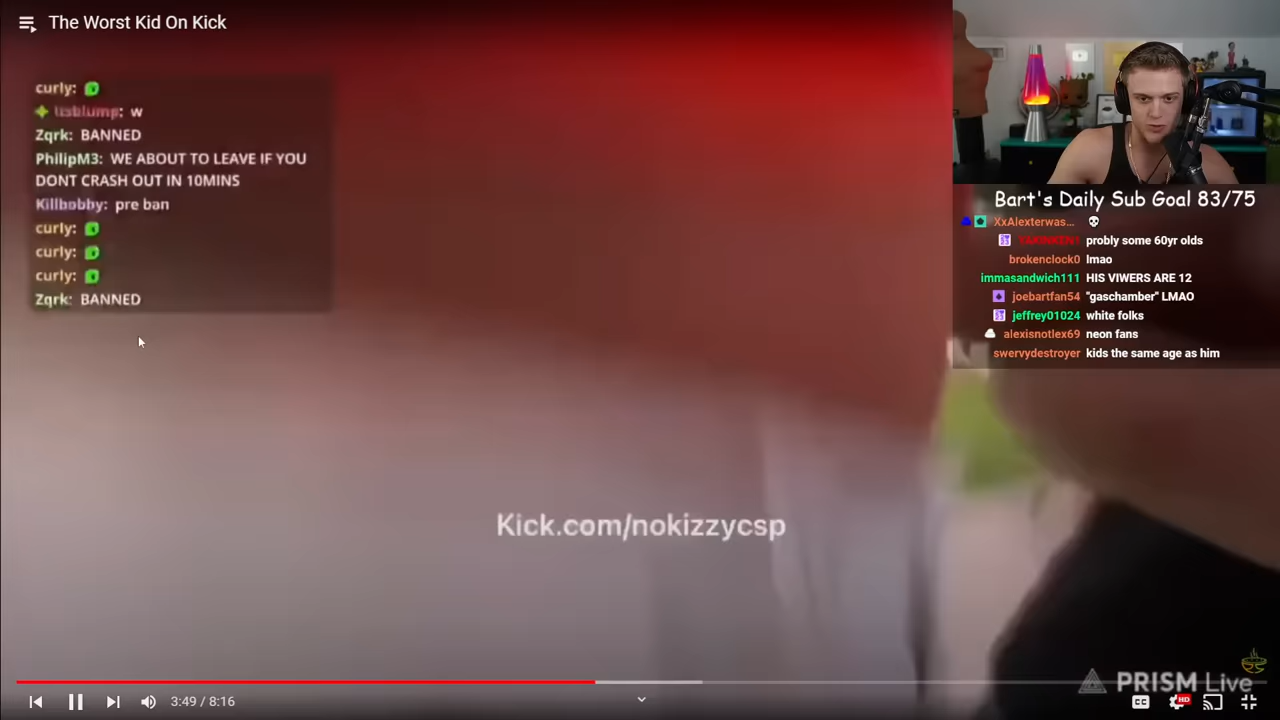 The Worst Kid On Kick
curly:
lisblump: w
Zqrk: BANNED
PhilipM3: WE ABOUT TO LEAVE IF YOU
DONT CRASH OUT IN 10MINS
Killbobby: pre ban
curly:
curly:
curly:
Zqrk: BANNED
Kick.com/nokizzycsp
Bart's Daily Sub Goal 83/75
XxAlexterwas...
probly some 60yr olds
brokenclock0 lmao
immasandwich111 HIS VIWERS ARE 12
joebartfan54 "gaschamber" LMAO
jeffrey01024 white folks
alexisnotlex69 neon fans
swervydestroyer kids the same age as him
PRISM Live
3:49 / 8:16
CC
HD